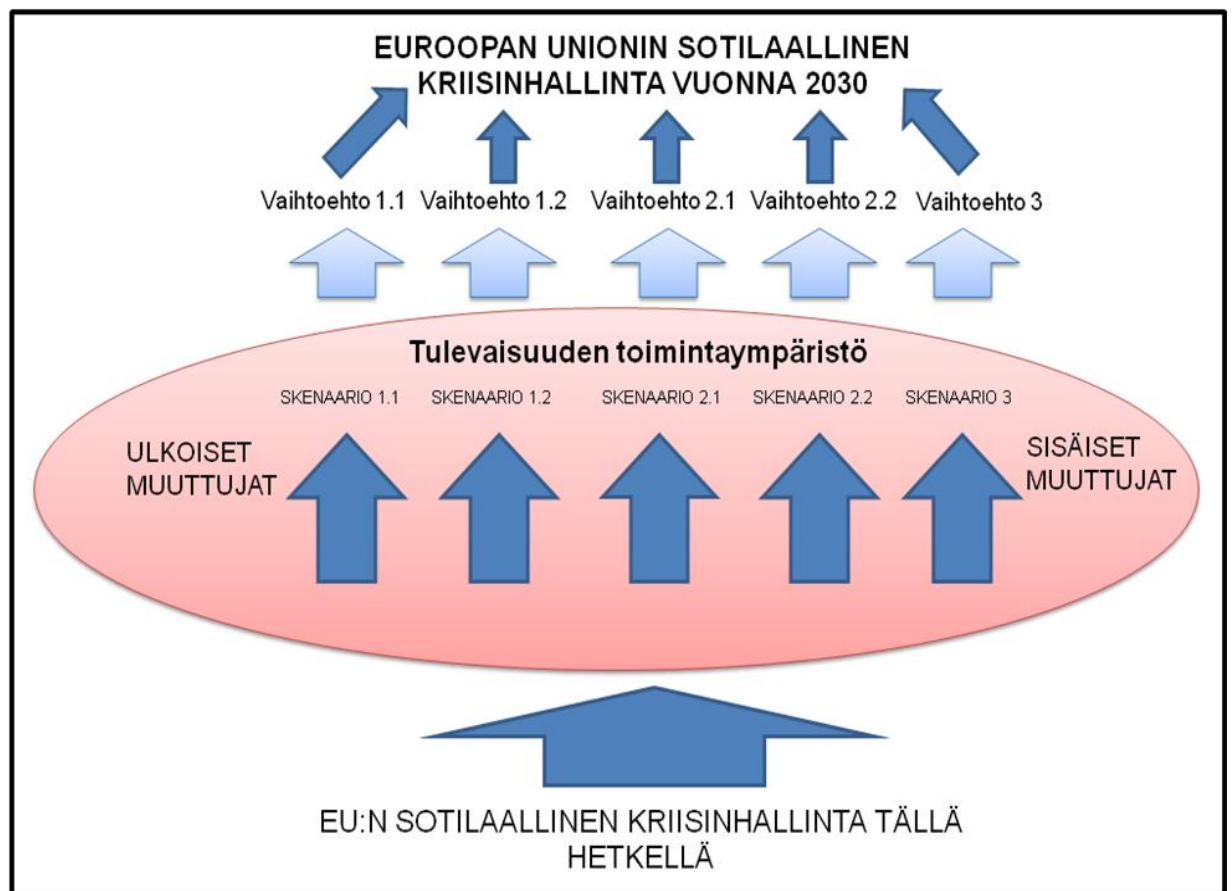 EUROOPAN UNIONIN SOTILAALLINEN
KRIISINHALLINTA VUONNA 2030
Vaihtoehto 1.1 Vaihtoehto 1.2 Vaihtoehto 2.1 Vaihtoehto 2.2 Vaihtoehto 3
Tulevaisuuden toimintaympäristö
SKENAARIO 1.1 SKENAARIO 1.2 SKENAARIO 2.1 SKENAARIO 2.2 SKENAARIO 3
ULKOISET
MUUTTUJAT
SISÄISET
MUUTTUJAT
EU:N SOTILAALLINEN KRIISINHALLINTA TÄLLÄ
HETKELLÄ